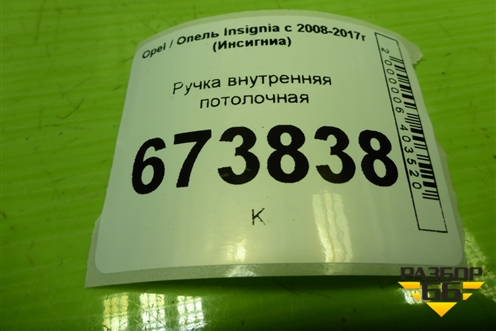 Opel / Опель Insignia с 2008-2017г
(Инсигниа)
Ручка внутренняя
потолочная
673838
К
2000006403520
РАЗБОР
66